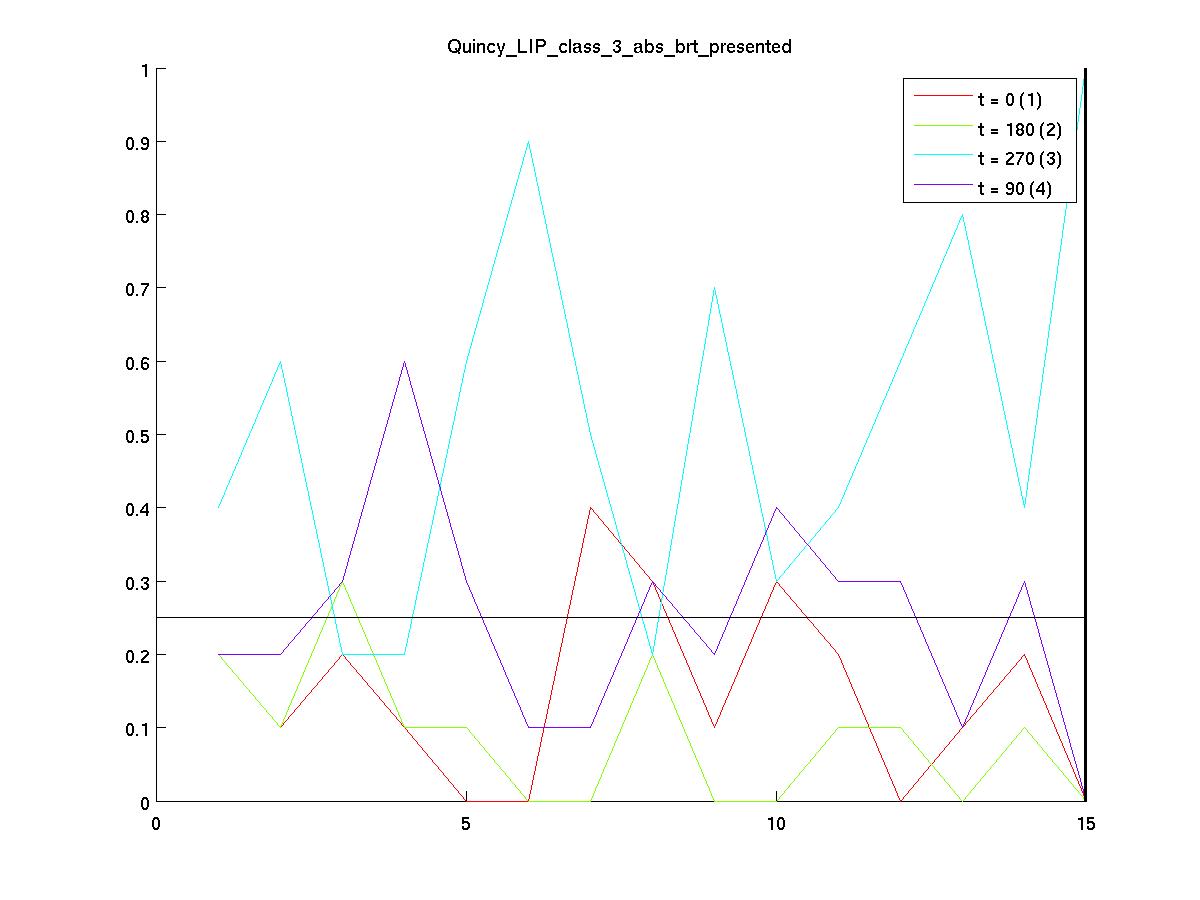 Quincy_LIP_class_3_abs_brt_presented
1
0.9
0.8
0.7
0.6
0.5
0.4
0.3
0.2
0.1
0
t = 0 (1)
t = 180 (2)
t = 270 (3)
t = 90 (4)
0 5 10 15